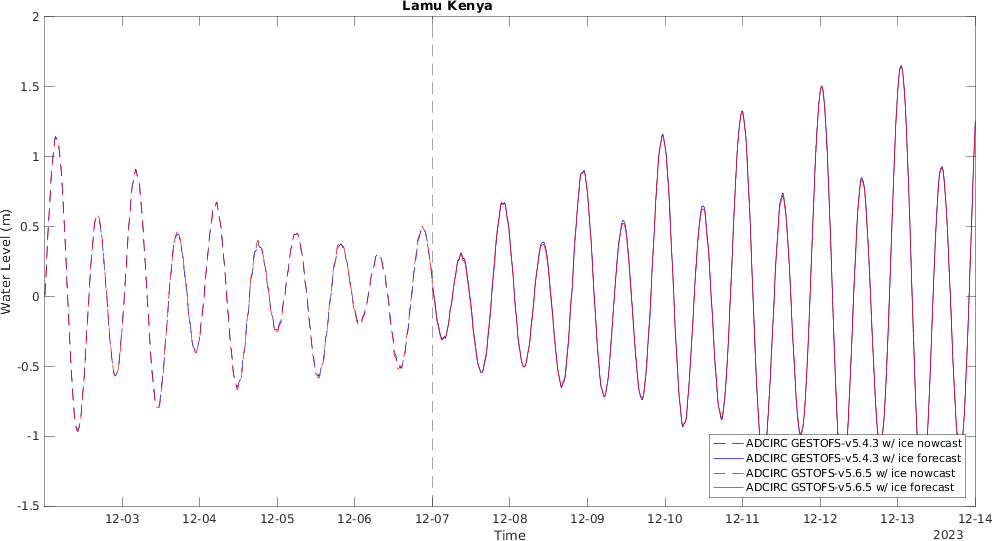 Lamu Kenya
2
1.5
1
0.5
0
-0.5
-1
-1.5
Water Level (m)
ADCIRC GESTOFS-v5.4.3 w/ ice nowcast
ADCIRC GESTOFS-v5.4.3 w/ ice forecast
ADCIRC GSTOFS-v5.6.5 w/ ice nowcast
ADCIRC GSTOFS-v5.6.5 w/ ice forecast
12-03 12-04 12-05 12-06 12-07 12-08 12-09 12-10 12-11 12-12 12-13 12-14
Time
2023